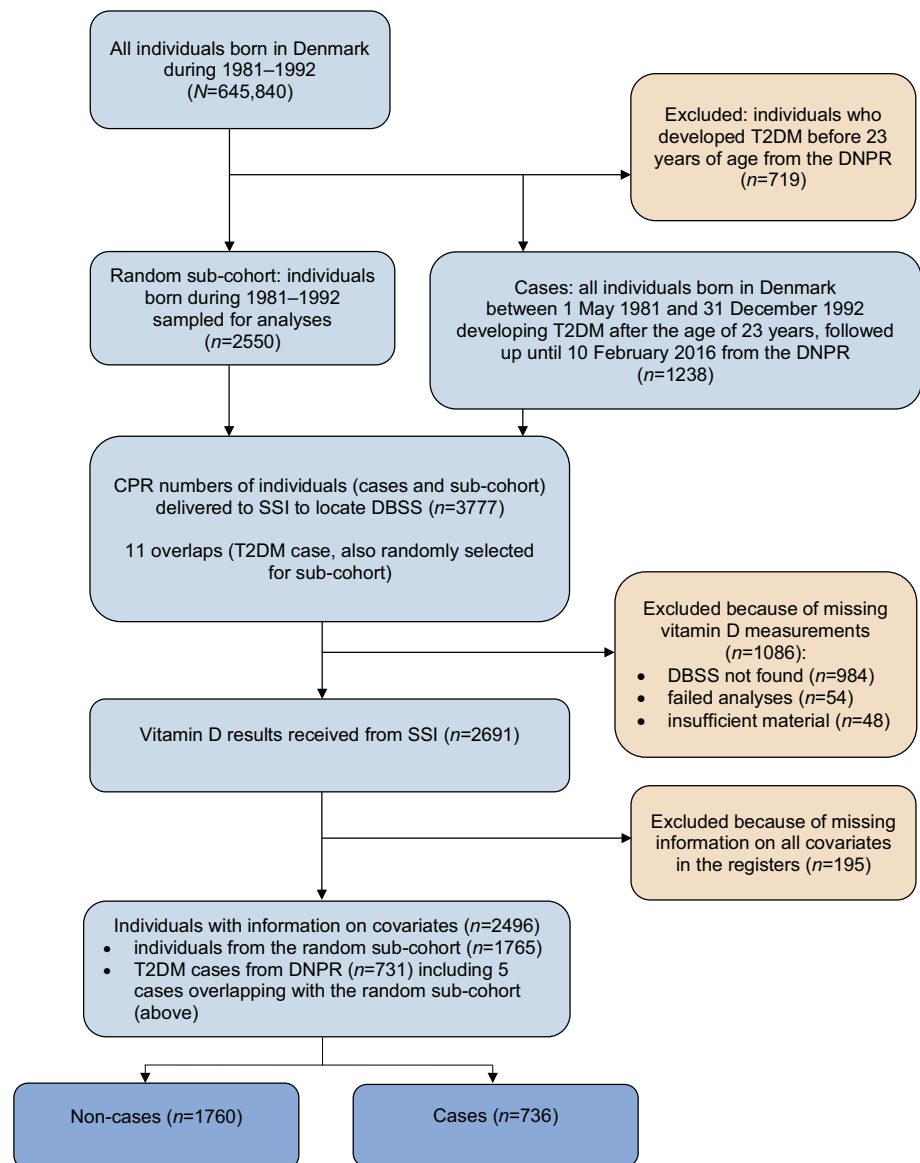 All individuals born in Denmark
during 1981–1992
(N=645,840)
Excluded: individuals who
developed T2DM before 23
years of age from the DNPR
(n=719)
Random sub-cohort: individuals
born during 1981–1992
sampled for analyses
(n=2550)
Cases: all individuals born in Denmark
between 1 May 1981 and 31 December 1992
developing T2DM after the age of 23 years, followed
up until 10 February 2016 from the DNPR
(n=1238)
CPR numbers of individuals (cases and sub-cohort)
delivered to SSI to locate DBSS (n=3777)
11 overlaps (T2DM case, also randomly selected
for sub-cohort)
Excluded because of missing
vitamin D measurements
(n=1086):
• DBSS not found (n=984)
• failed analyses (n=54)
• insufficient material (n=48)
Vitamin D results received from SSI (n=2691)
Excluded because of missing
information on all covariates
in the registers (n=195)
Individuals with information on covariates (n=2496)
• individuals from the random sub-cohort (n=1765)
• T2DM cases from DNPR (n=731) including 5
cases overlapping with the random sub-cohort
(above)
Non-cases (n=1760)
Cases (n=736)